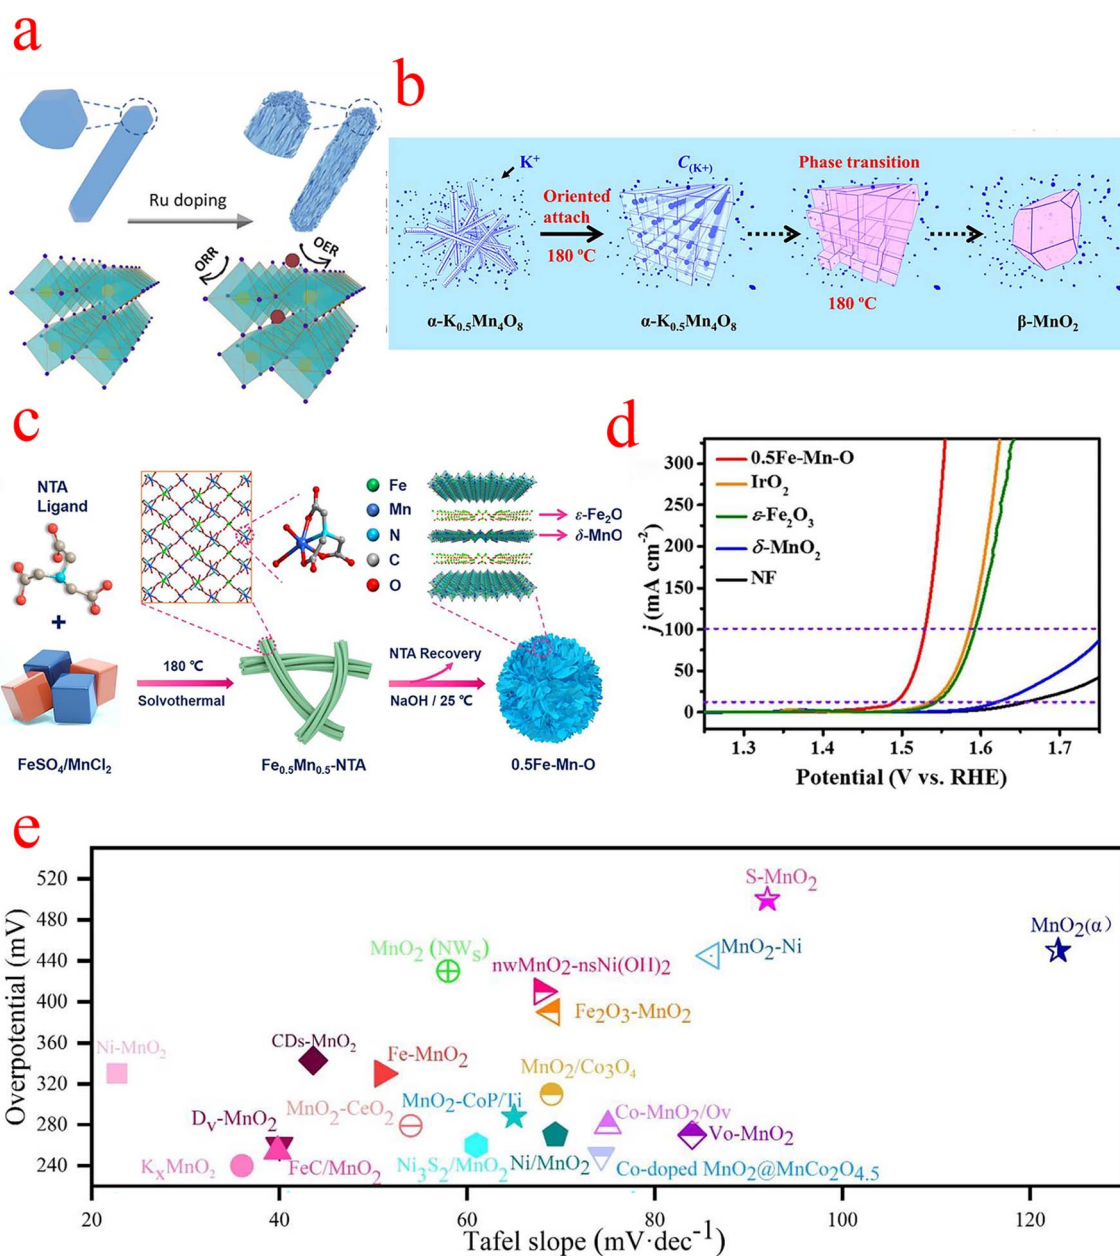 a
Ru doping
ORR
OER
b
K⁺
Oriented
attach
180 ºC
C(K+)
Phase transition
180 ºC
α-K₀.₅Mn₄O₈
α-K₀.₅Mn₄O₈
β-MnO₂
c
NTA
Ligand
+
FeSO₄/MnCl₂
180 ℃
Solvothermal
Fe₀.₅Mn₀.₅-NTA
Fe
Mn
N
C
O
ε-Fe₂O
δ-MnO
NTA Recovery
NaOH / 25 ℃
0.5Fe-Mn-O
d
j (mA cm⁻²)
300
250
200
150
100
50
0
0.5Fe-Mn-O
IrO₂
ε-Fe₂O₃
δ-MnO₂
NF
1.3 1.4 1.5 1.6 1.7
Potential (V vs. RHE)
e
Overpotential (mV)
520
480
440
400
360
320
280
240
S-MnO₂
MnO₂(α)
MnO₂ (NWₛ)
MnO₂-Ni
nwMnO₂-nsNi(OH)₂
Fe₂O₃-MnO₂
Ni-MnO₂
CDs-MnO₂
Fe-MnO₂
MnO₂/Co₃O₄
Dᵥ-MnO₂
MnO₂-CeO₂
MnO₂-CoP/Ti
Co-MnO₂/Ov
Vo-MnO₂
KₓMnO₂
FeC/MnO₂
Ni₃S₂/MnO₂
Ni/MnO₂
Co-doped MnO₂@MnCo₂O₄.₅
20 40 60 80 100 120
Tafel slope (mV·dec⁻¹)